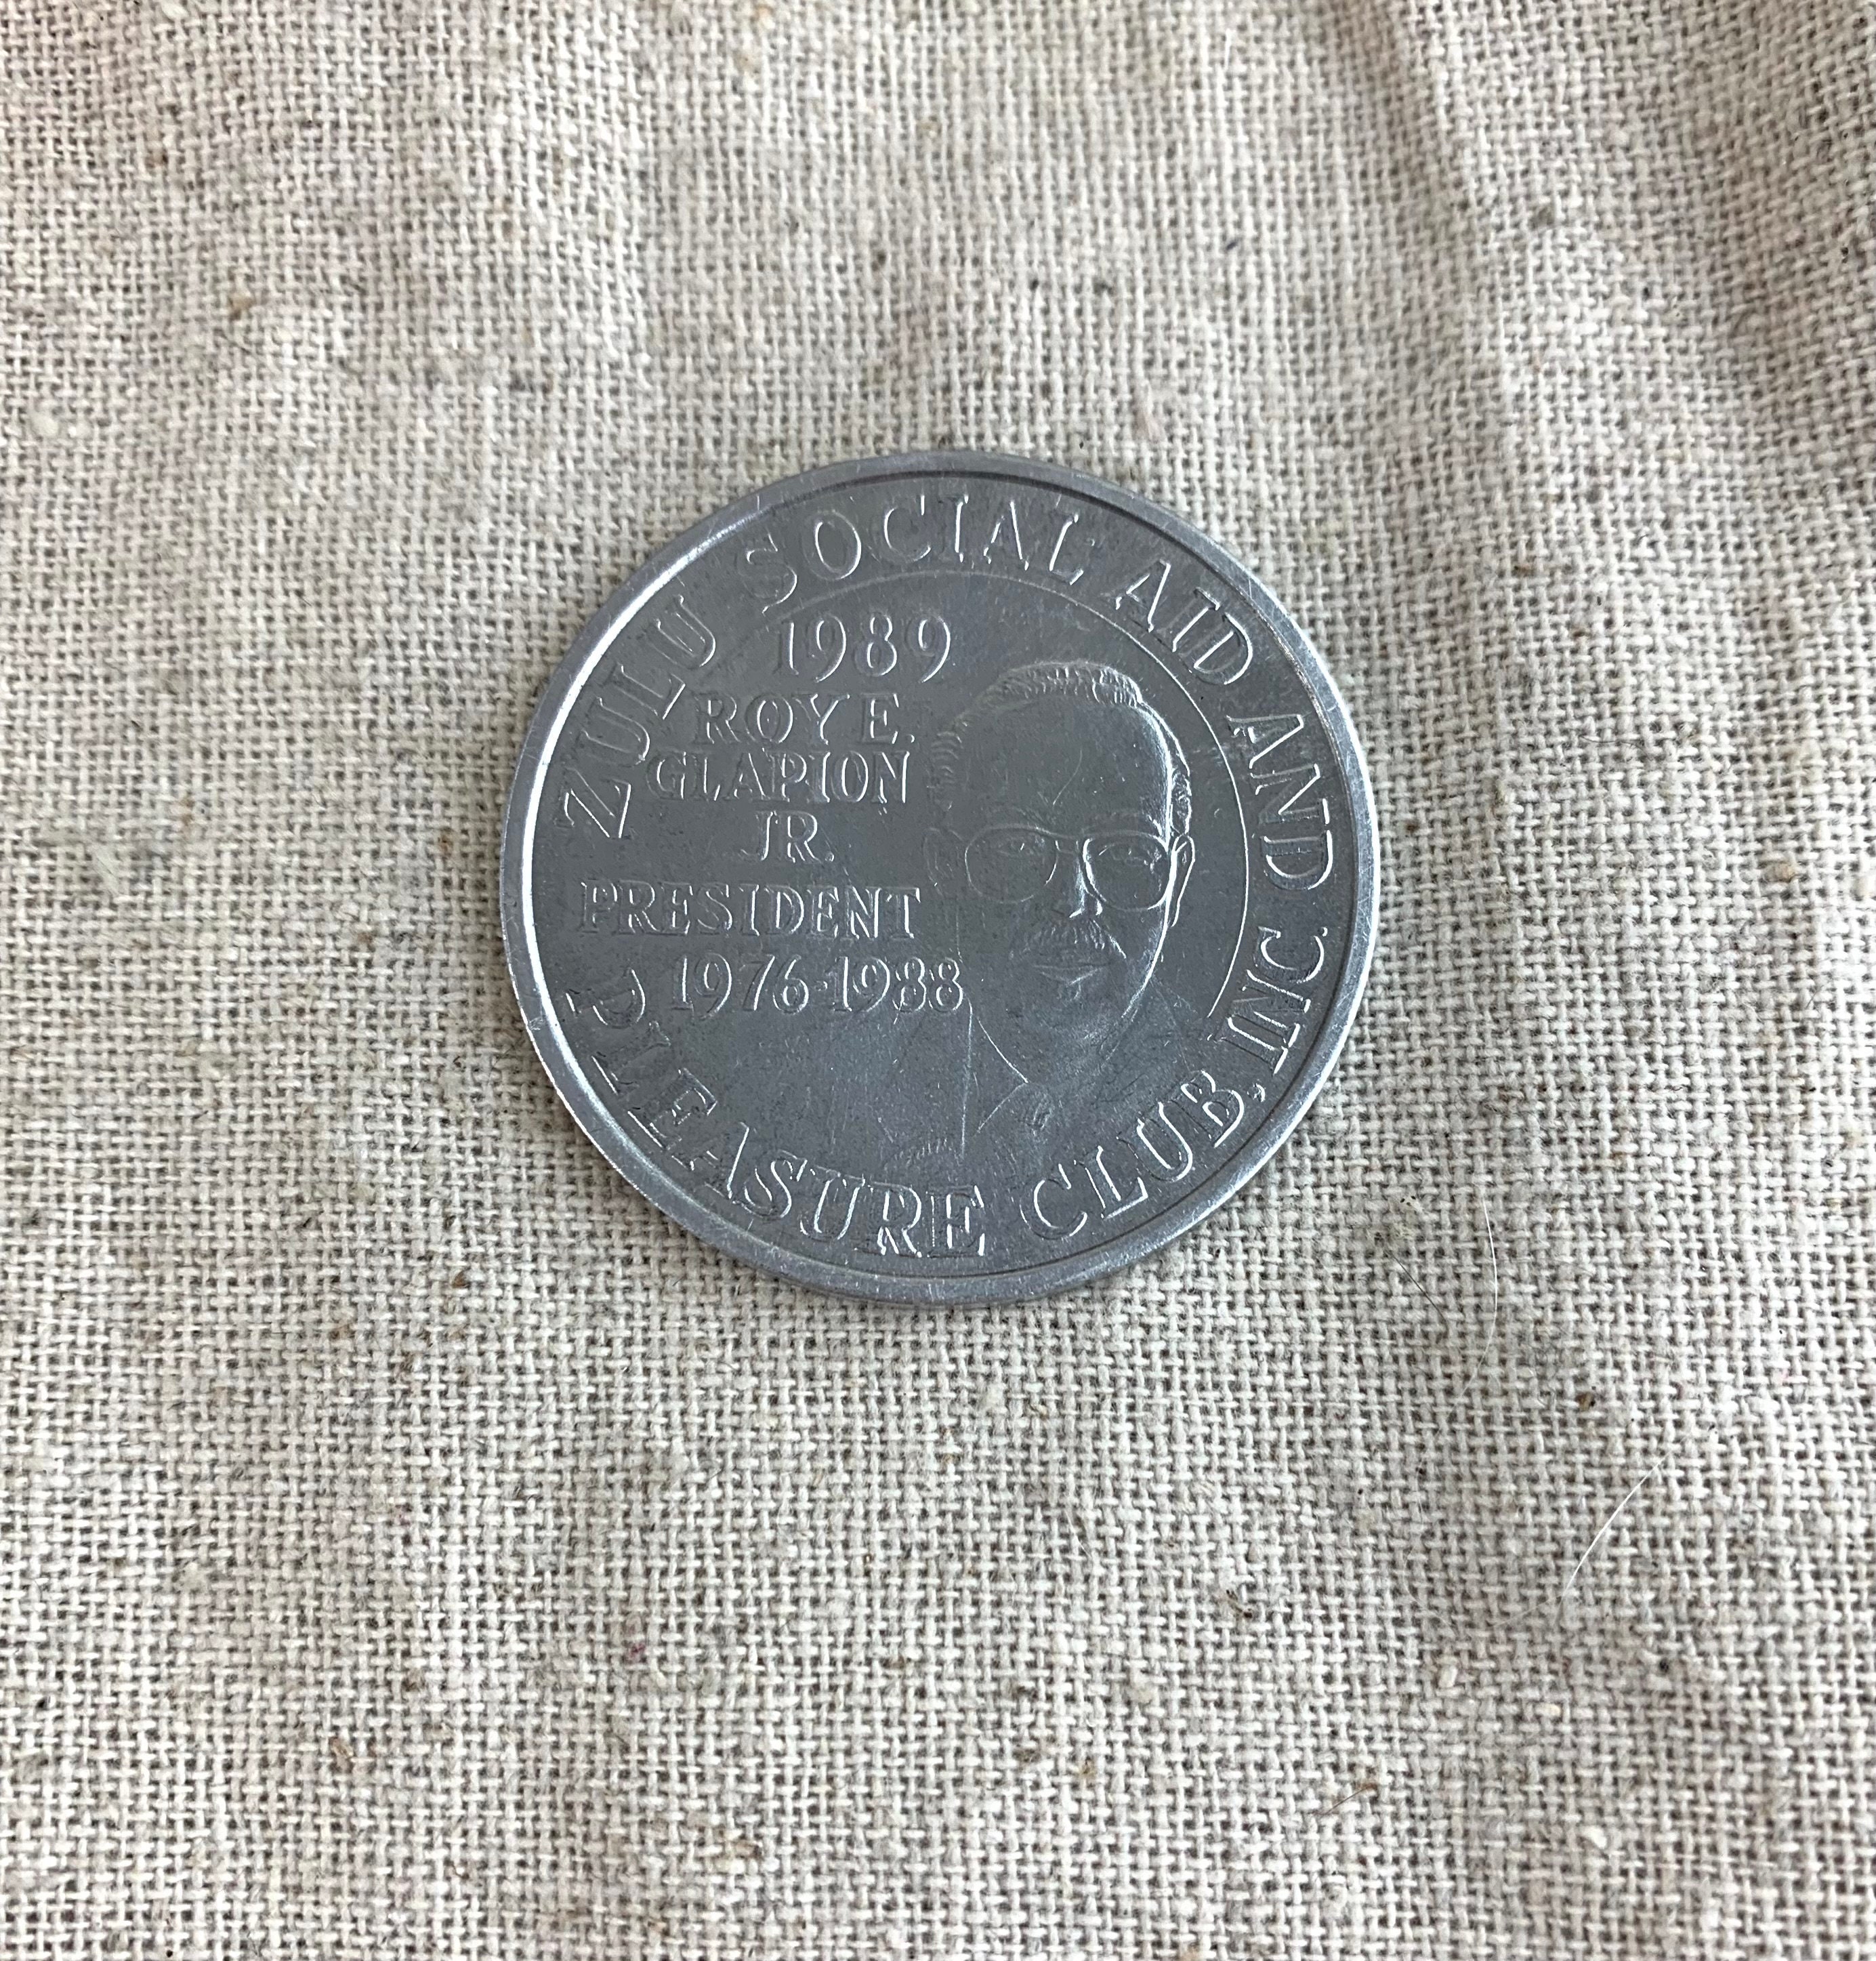 ZULU SOCIAL AID AND
PLEASURE CLUB, INC.
1989
ROY E.
GLAPION
JR.
PRESIDENT
1976-1988